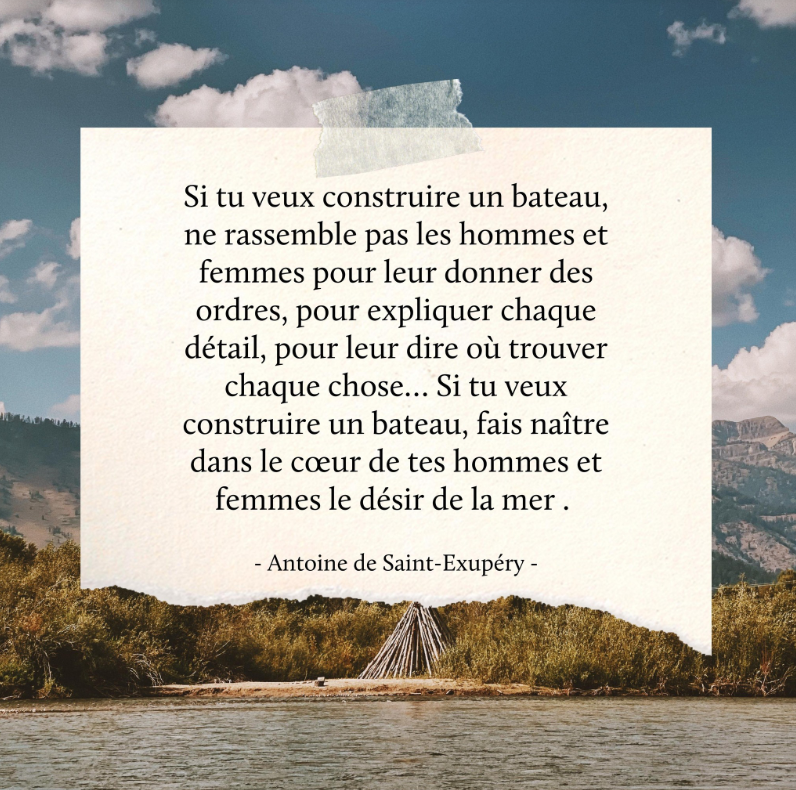 Si tu veux construire un bateau,
ne rassemble pas les hommes et
femmes pour leur donner des
ordres, pour expliquer chaque
détail, pour leur dire où trouver
chaque chose... Si tu veux
construire un bateau, fais naître
dans le cœur de tes hommes et
femmes le désir de la mer .
- Antoine de Saint-Exupéry -